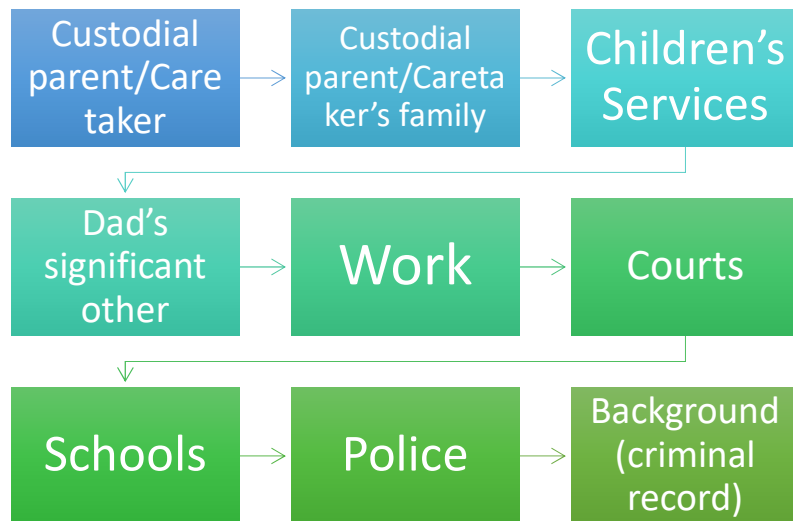 Custodial
parent/Care
taker
Custodial
parent/Careta
ker's family
Children's
Services
Dad's
significant
other
Work
Courts
Schools
Police
Background
(criminal
record)